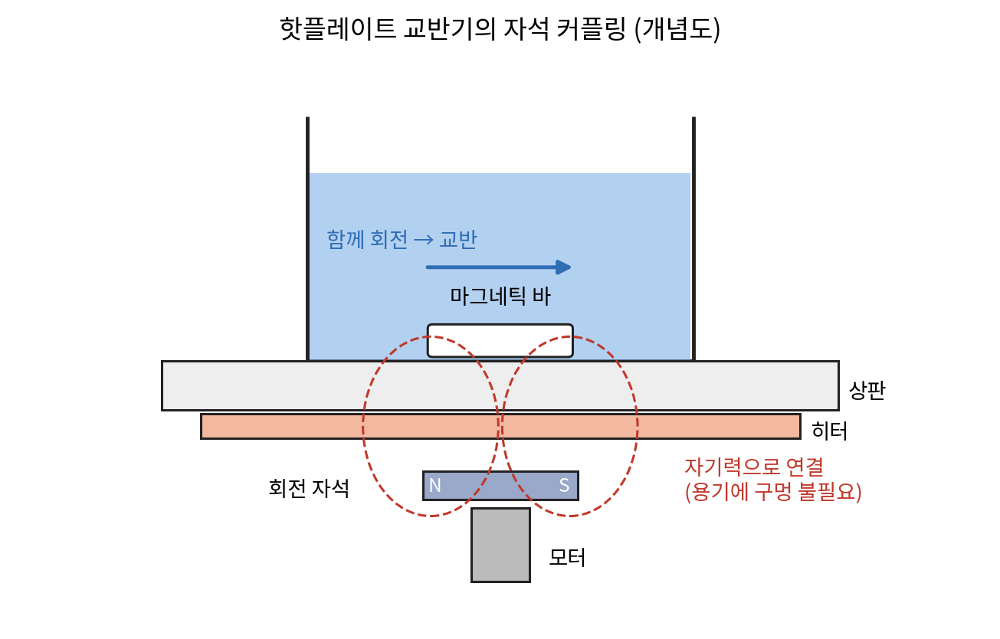 핫플레이트 교반기의 자석 커플링 (개념도)
함께 회전 → 교반
마그네틱 바
상판
히터
자기력으로 연결
(용기에 구멍 불필요)
회전 자석
N
S
모터